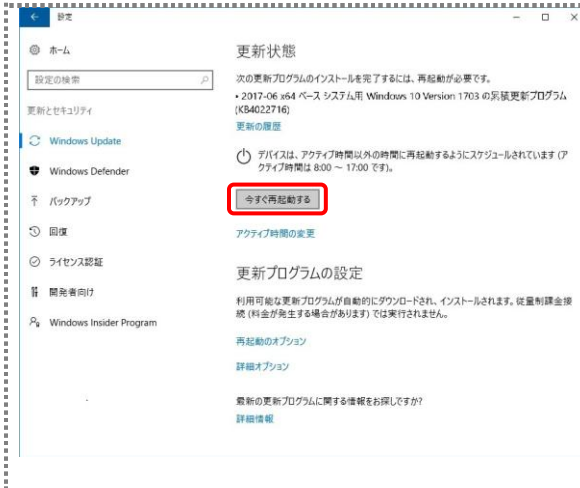 設定
ホーム
設定の検索
更新とセキュリティ
Windows Update
Windows Defender
バックアップ
回復
ライセンス認証
開発者向け
Windows Insider Program
更新状態
次の更新プログラムのインストールを完了するには、再起動が必要です。
• 2017-06 x64 ベース システム用 Windows 10 Version 1703 の累積更新プログラム
(KB4022716)
更新の履歴
デバイスは、アクティブ時間以外の時間に再起動するようにスケジュールされています (ア
クティブ時間は 8:00 ～ 17:00 です)。
今すぐ再起動する
アクティブ時間の変更
更新プログラムの設定
利用可能な更新プログラムが自動的にダウンロードされ、インストールされます。従量制課金接
続 (料金が発生する場合があります) では実行されません。
再起動のオプション
詳細オプション
最新の更新プログラムに関する情報をお探しですか?
詳細情報